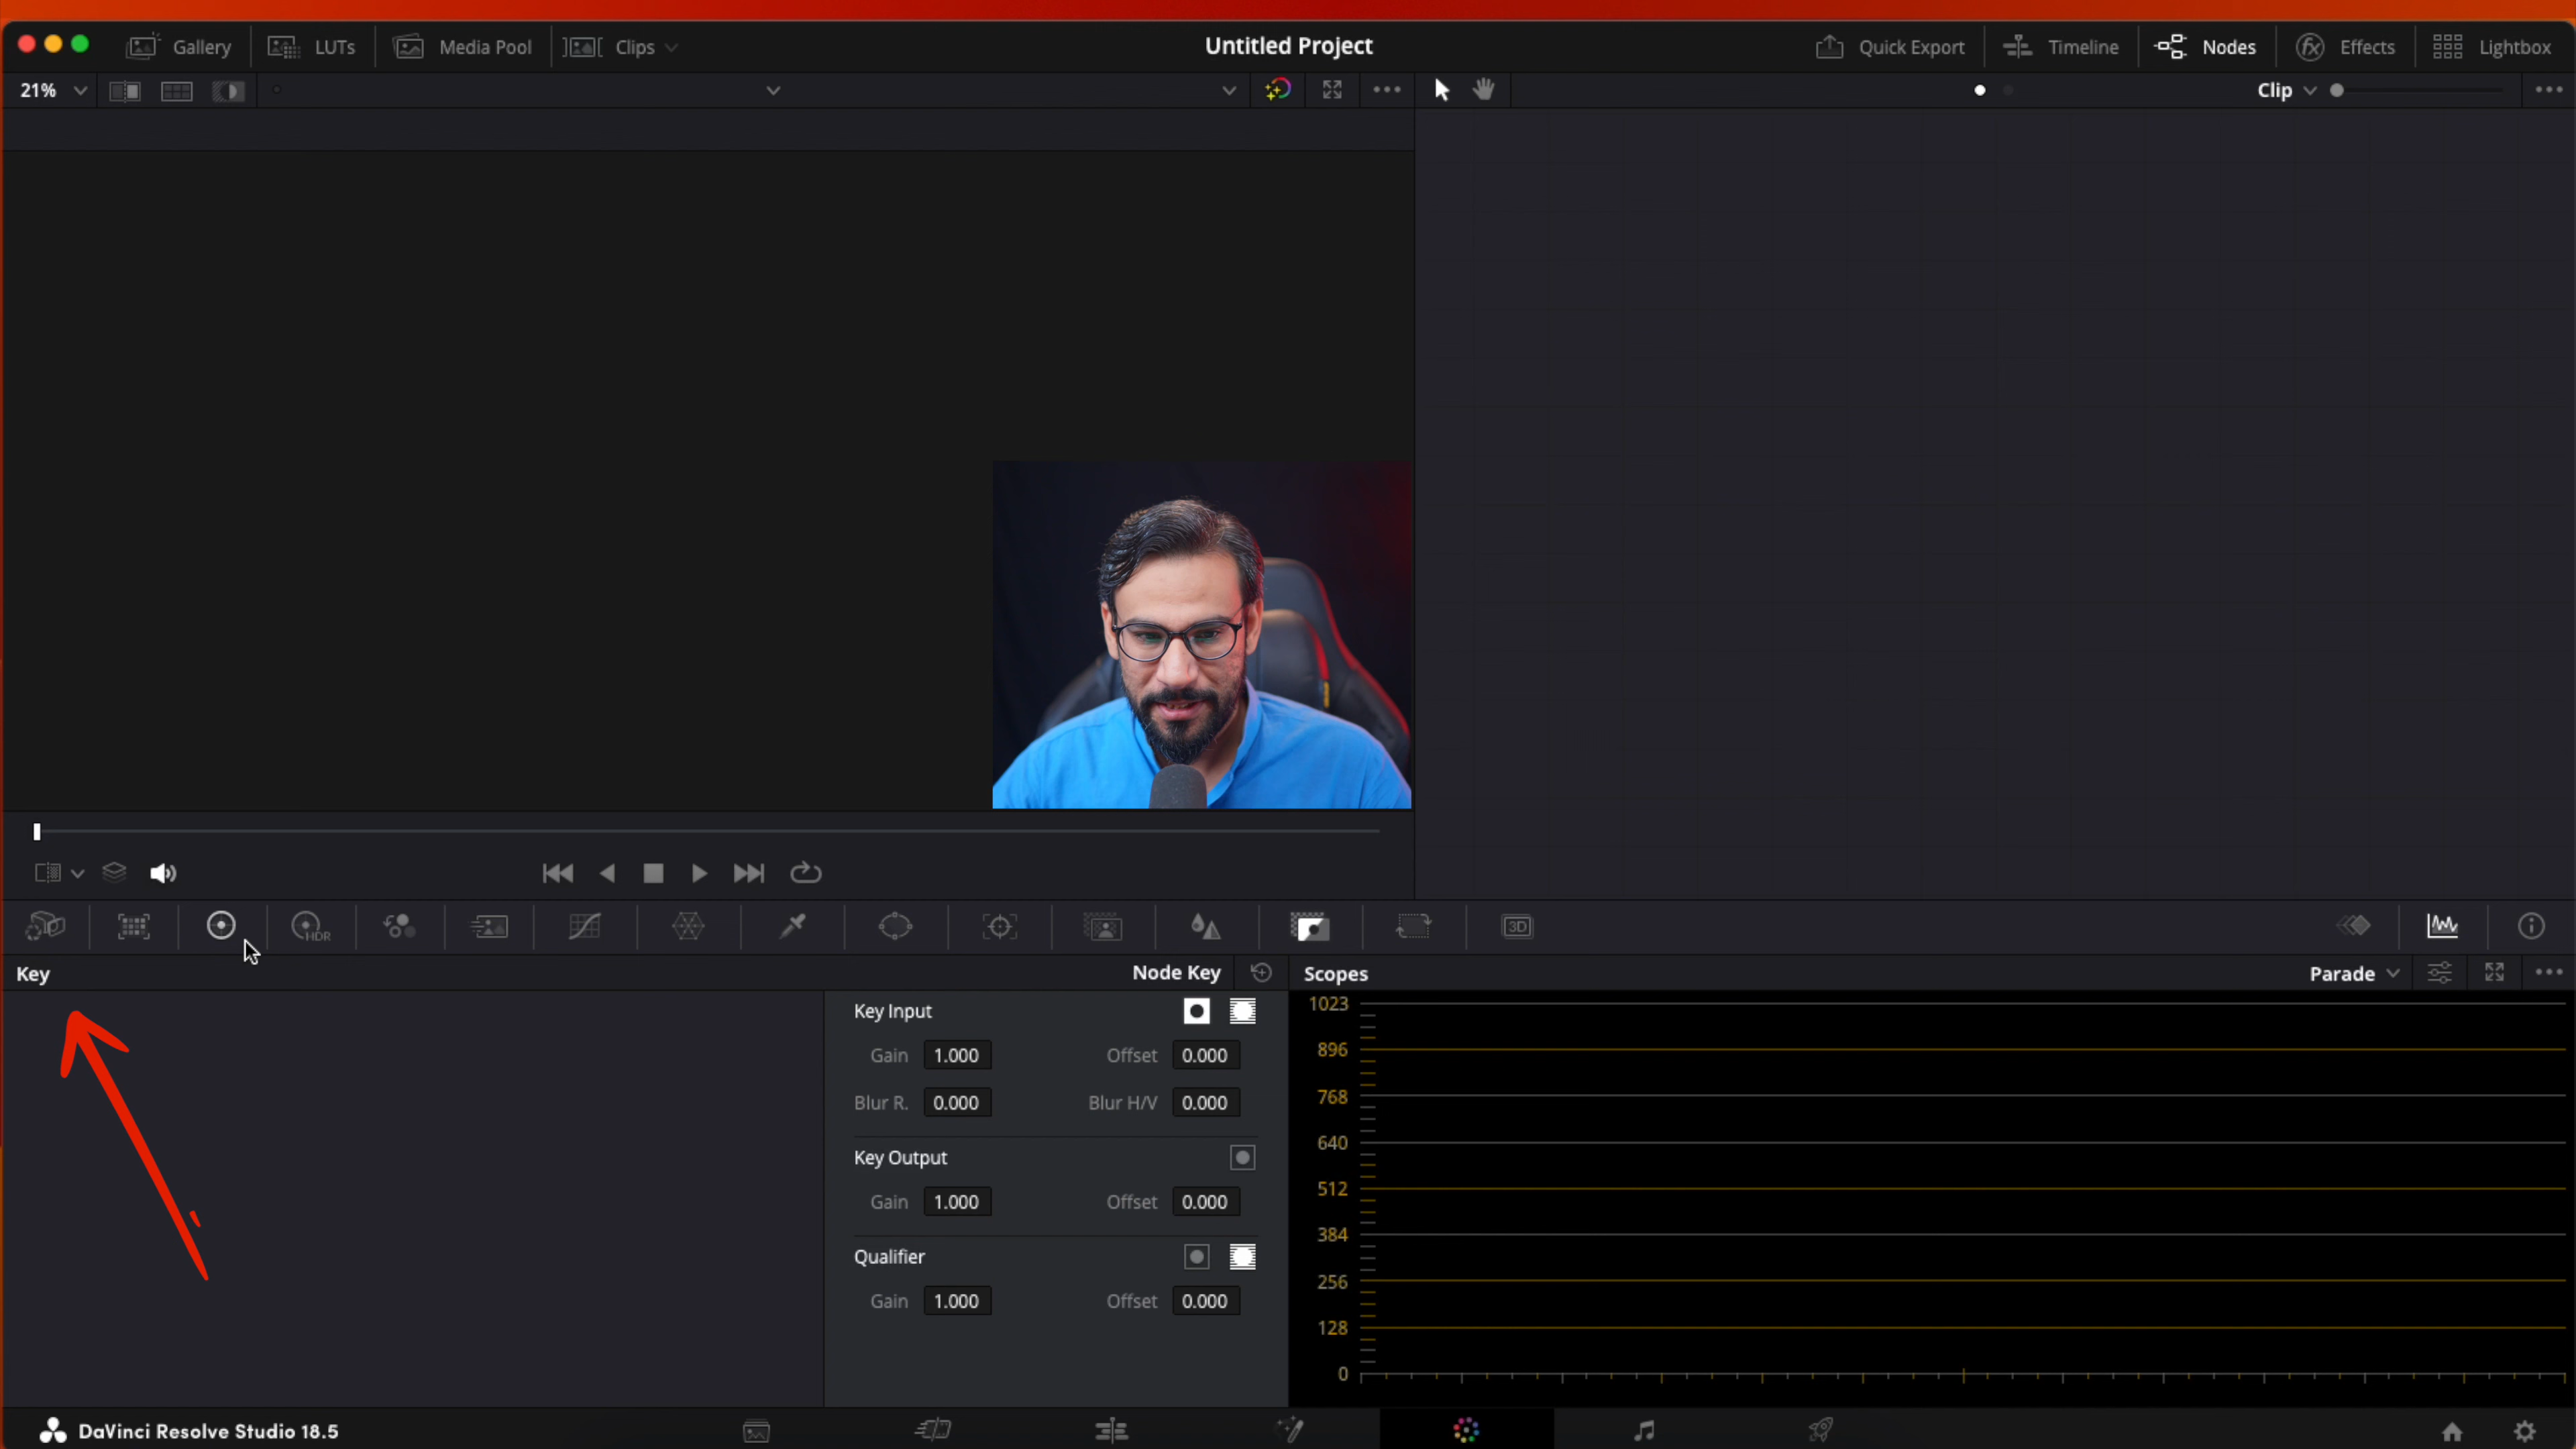 Gallery LUTs Media Pool Clips Untitled Project Quick Export Timeline Nodes Effects Lightbox
21% Clip
HDR 3D
Key Node Key Scopes Parade
Key Input
Gain 1.000 Offset 0.000
Blur R. 0.000 Blur H/V 0.000
Key Output
Gain 1.000 Offset 0.000
Qualifier
Gain 1.000 Offset 0.000
1023
896
768
640
512
384
256
128
0
DaVinci Resolve Studio 18.5